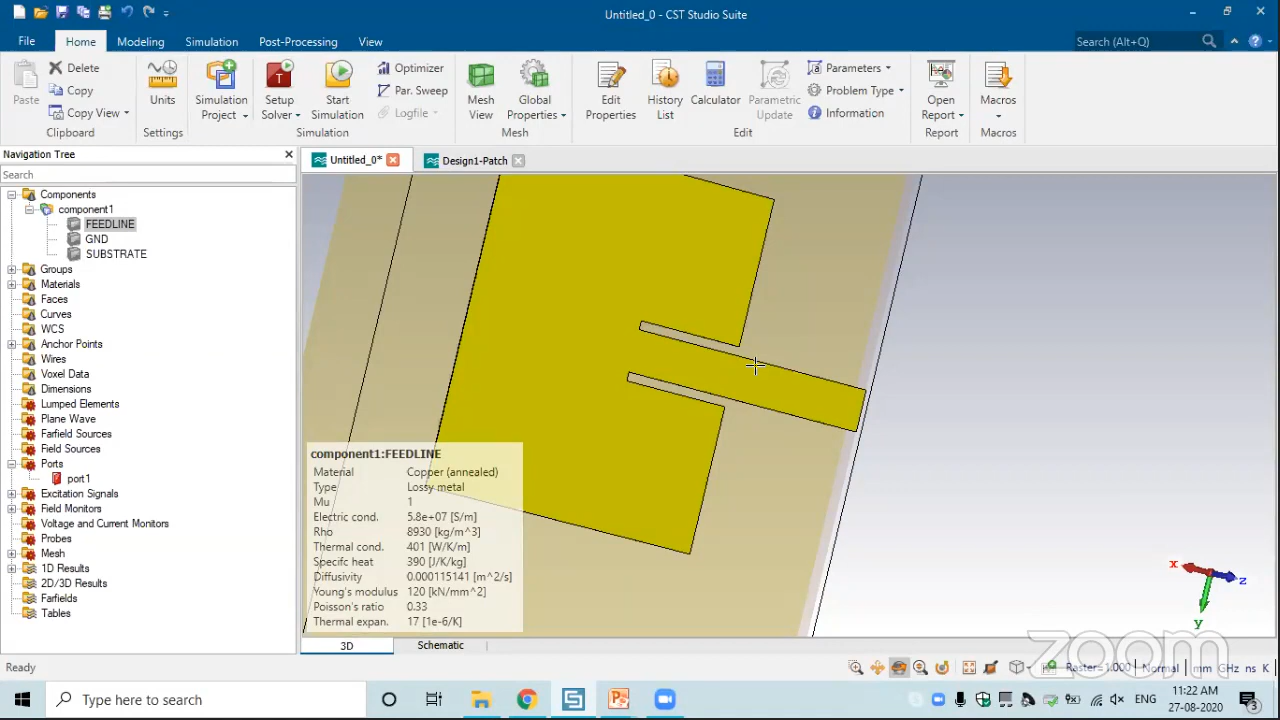 Untitled_0 - CST Studio Suite
File Home Modeling Simulation Post-Processing View Search (Alt+Q)
Paste Delete Copy Copy View Clipboard
Units Settings
Simulation Project Setup Solver Start Simulation Optimizer Par. Sweep Logfile Simulation
Mesh View Global Properties Mesh
Edit Properties History List Calculator Parametric Update Parameters Problem Type Information Edit
Open Report Report
Macros Macros
Navigation Tree
Untitled_0* Design1-Patch
Search
Components
component1
FEEDLINE
GND
SUBSTRATE
Groups
Materials
Faces
Curves
WCS
Anchor Points
Wires
Voxel Data
Dimensions
Lumped Elements
Plane Wave
Farfield Sources
Field Sources
Ports
port1
Excitation Signals
Field Monitors
Voltage and Current Monitors
Probes
Mesh
1D Results
2D/3D Results
Farfields
Tables
component1:FEEDLINE
Material Copper (annealed)
Type Lossy metal
Mu 1
Electric cond. 5.8e+07 [S/m]
Rho 8930 [kg/m^3]
Thermal cond. 401 [W/K/m]
Specifc heat 390 [J/K/kg]
Diffusivity 0.000115141 [m^2/s]
Young's modulus 120 [kN/mm^2]
Poisson's ratio 0.33
Thermal expan. 17 [1e-6/K]
x z
y
3D Schematic
zoom
Ready Raster=1.000 Normal mm GHz ns K
Type here to search
ENG 11:22 AM
27-08-2020
3